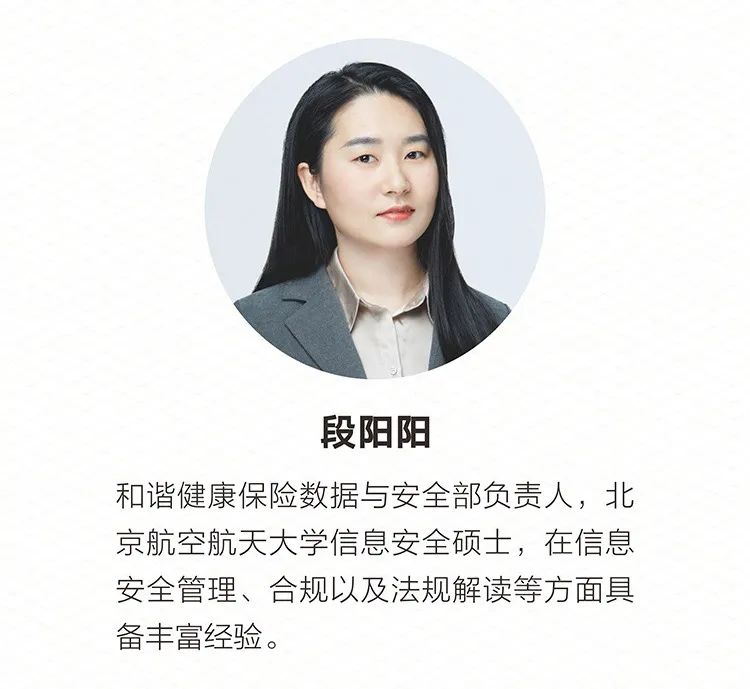 段阳阳
和谐健康保险数据与安全部负责人，北
京航空航天大学信息安全硕士，在信息
安全管理、合规以及法规解读等方面具
备丰富经验。